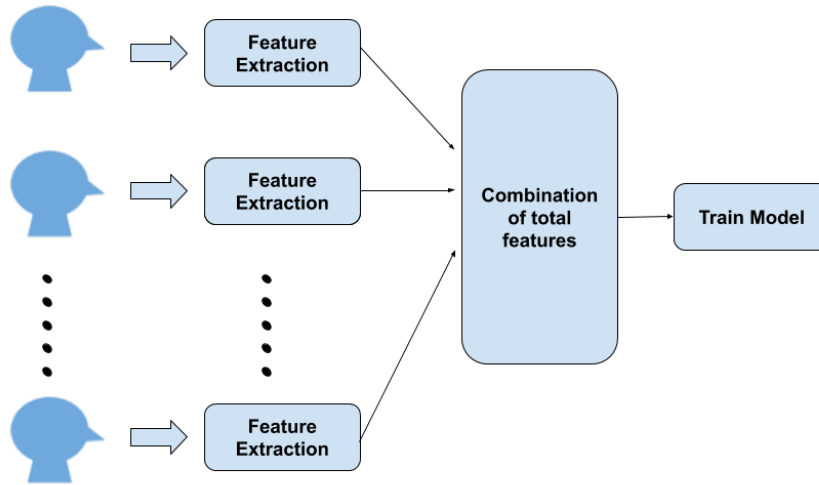 Feature
Extraction
Feature
Extraction
Combination
of total
features
Train Model
Feature
Extraction